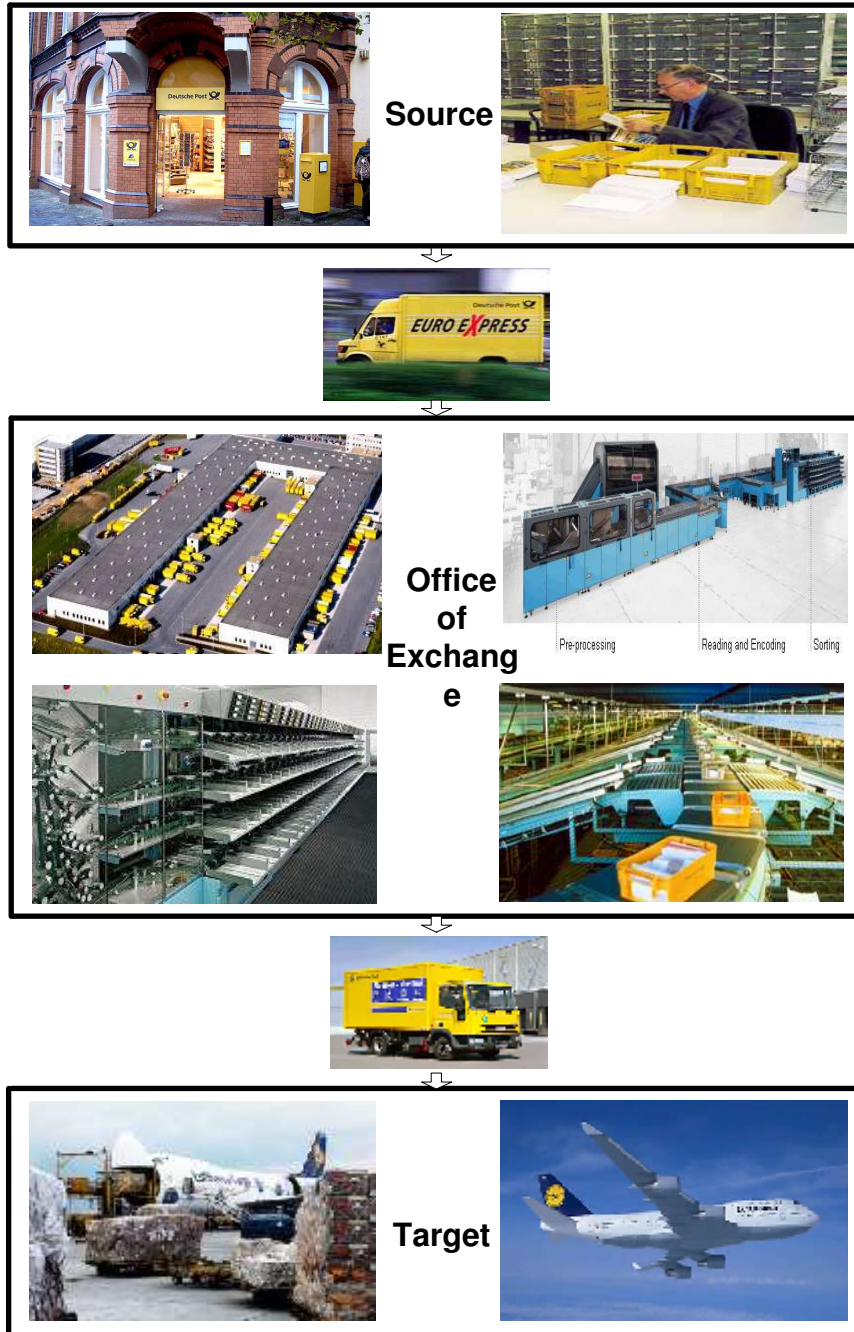 Deutsche Post
Source
Deutsche Post
EURO EXPRESS
Office
of
Exchang
e
Pre-processing
Reading and Encoding
Sorting
Target